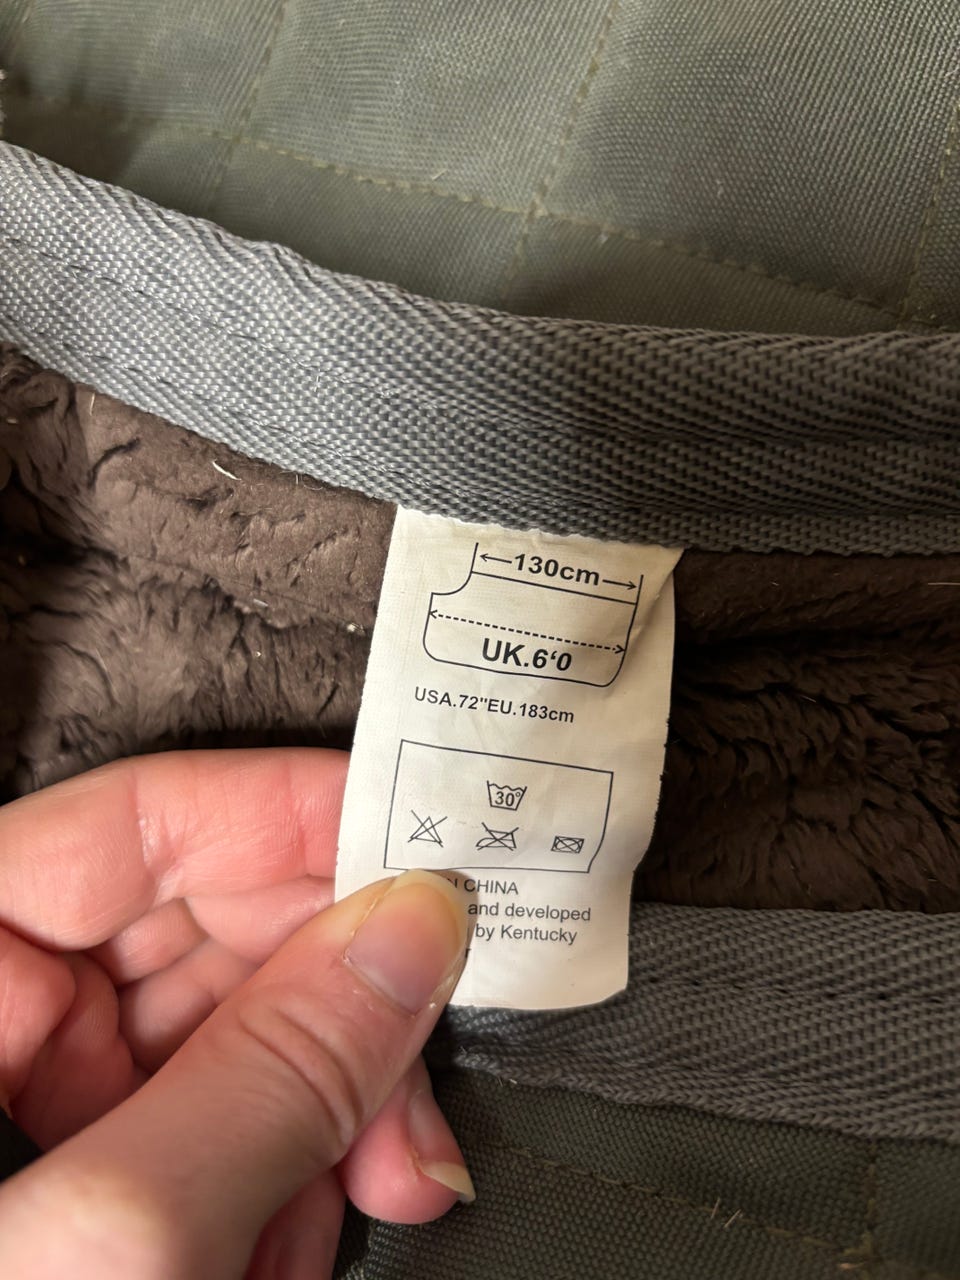 130cm
UK.6'0
USA.72"EU.183cm
30°
CHINA
and developed
by Kentucky